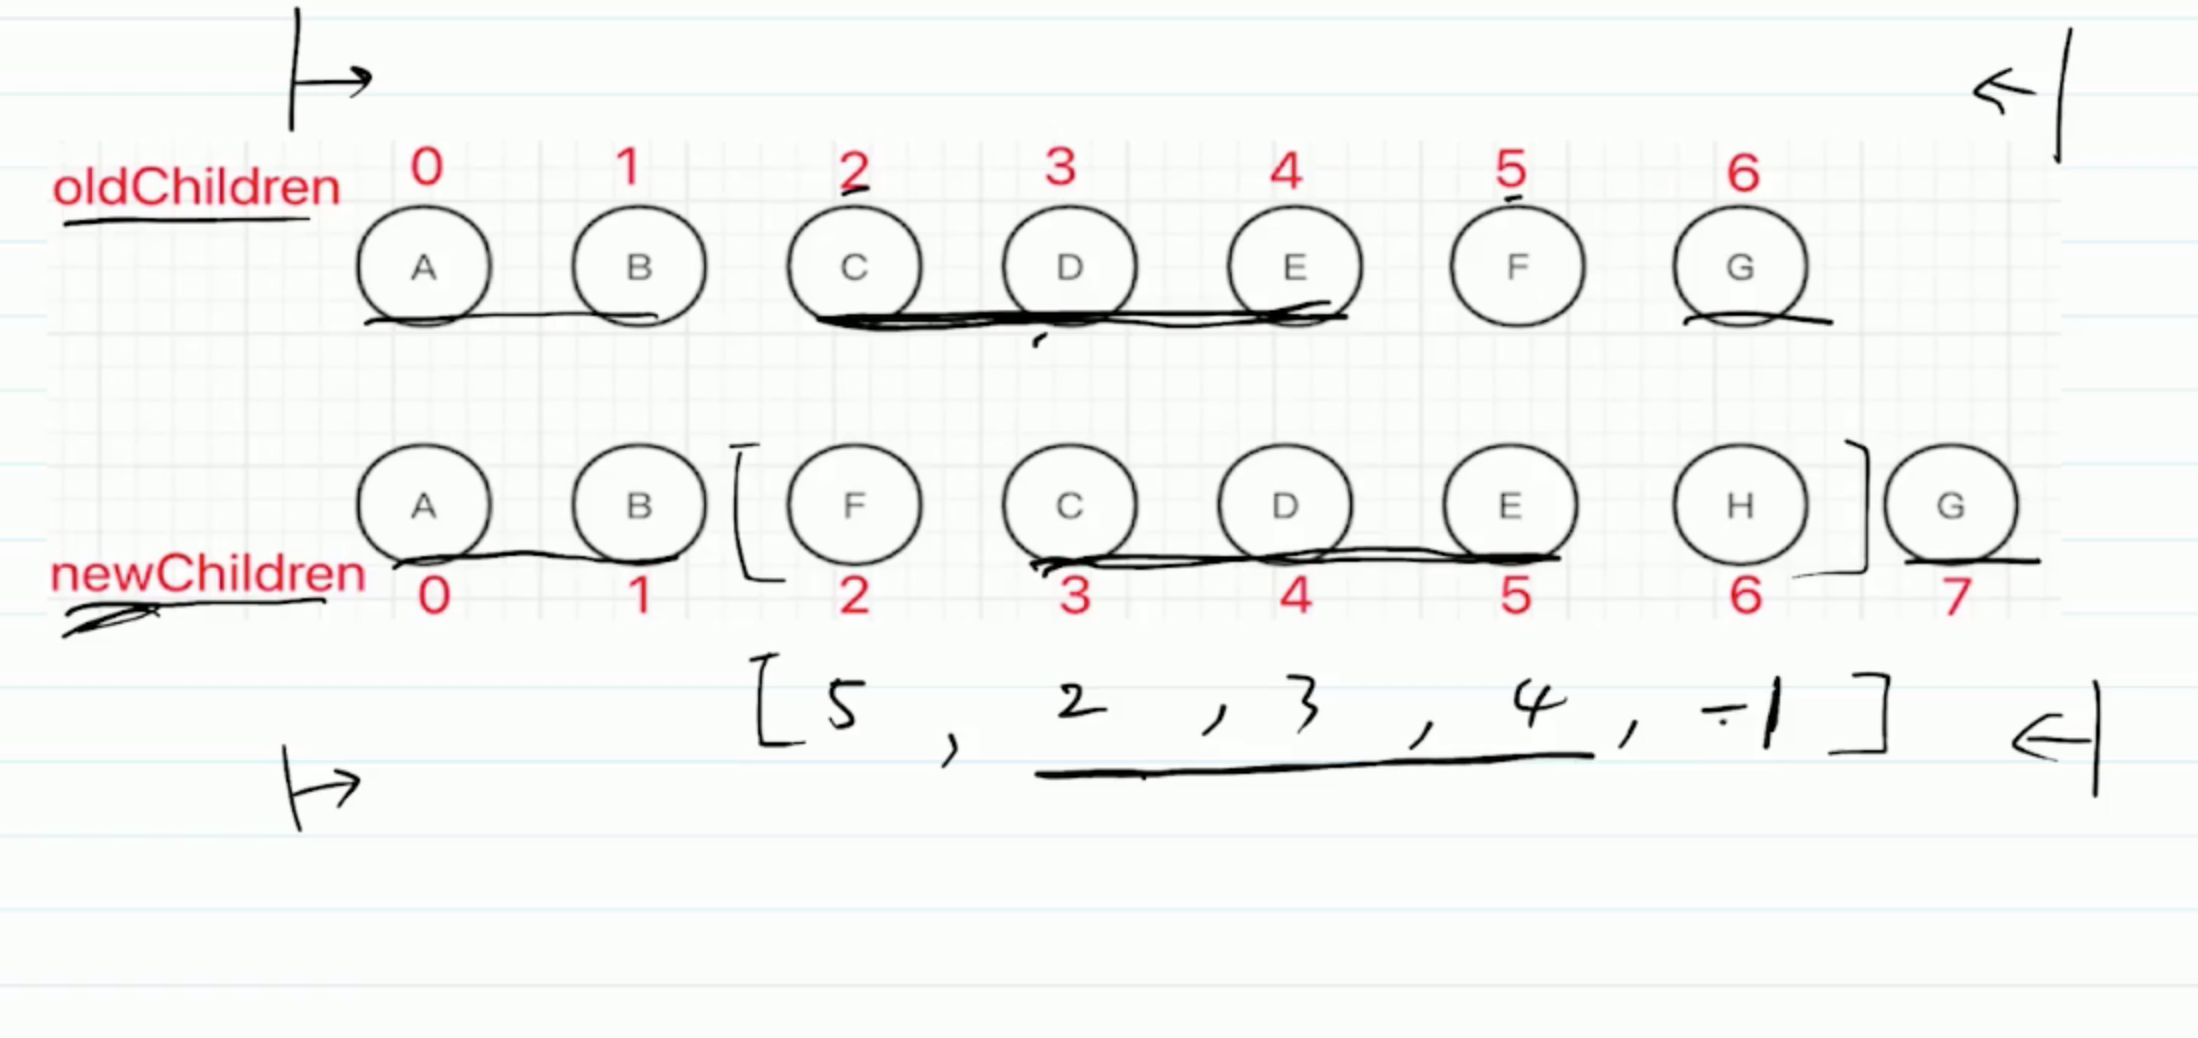 0 1 2 3 4 5 6
oldChildren
A B C D E F G
A B [ F C D E H ] G
newChildren
0 1 2 3 4 5 6 7
[ 5 , 2 , 3 , 4 , -1 ]